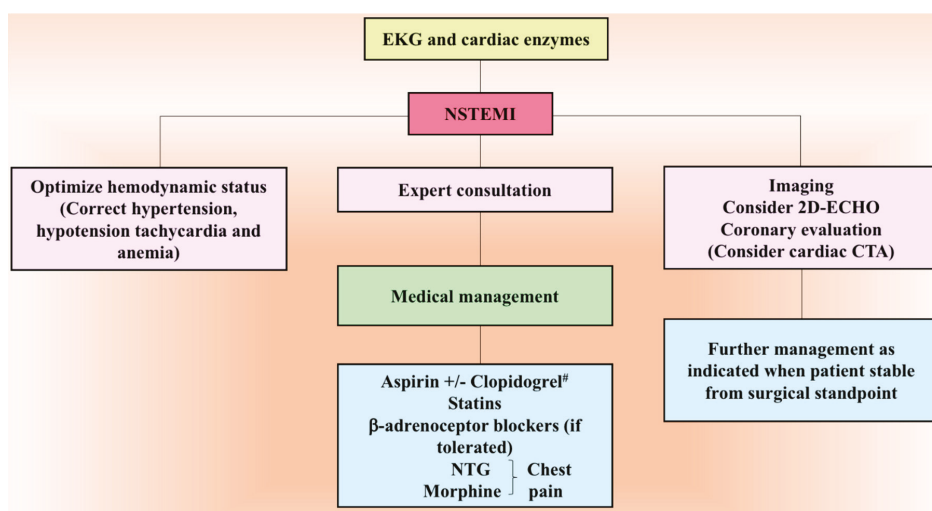 EKG and cardiac enzymes
NSTEMI
Optimize hemodynamic status
(Correct hypertension,
hypotension tachycardia and
anemia)
Expert consultation
Imaging
Consider 2D-ECHO
Coronary evaluation
(Consider cardiac CTA)
Medical management
Further management as
indicated when patient stable
from surgical standpoint
Aspirin +/- Clopidogrel#
Statins
β-adrenoceptor blockers (if
tolerated)
NTG Chest
Morphine pain